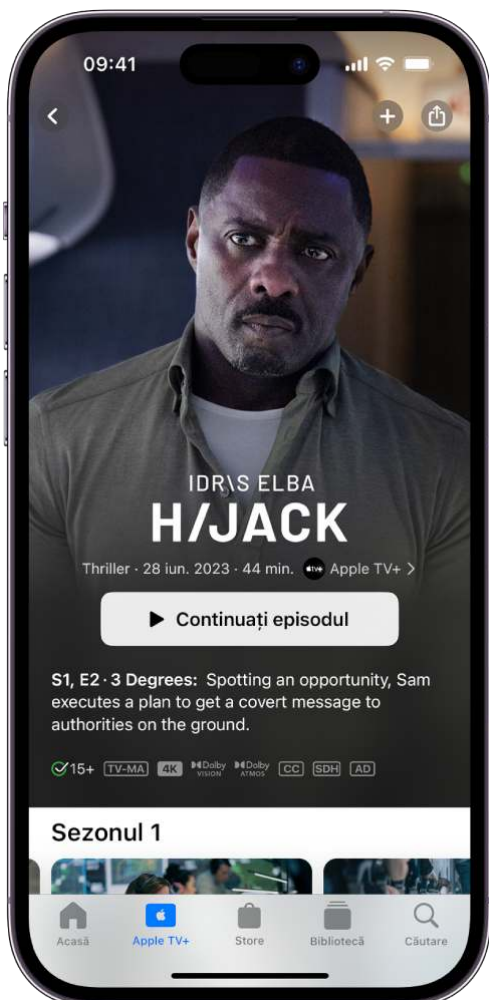 09:41
IDR\S ELBA
H/JACK
Thriller · 28 iun. 2023 · 44 min. tv+ Apple TV+
Continuați episodul
S1, E2 · 3 Degrees: Spotting an opportunity, Sam
executes a plan to get a covert message to
authorities on the ground.
15+ TV-MA 4K Dolby VISION Dolby ATMOS CC SDH AD
Sezonul 1
Acasă Apple TV+ Store Bibliotecă Căutare